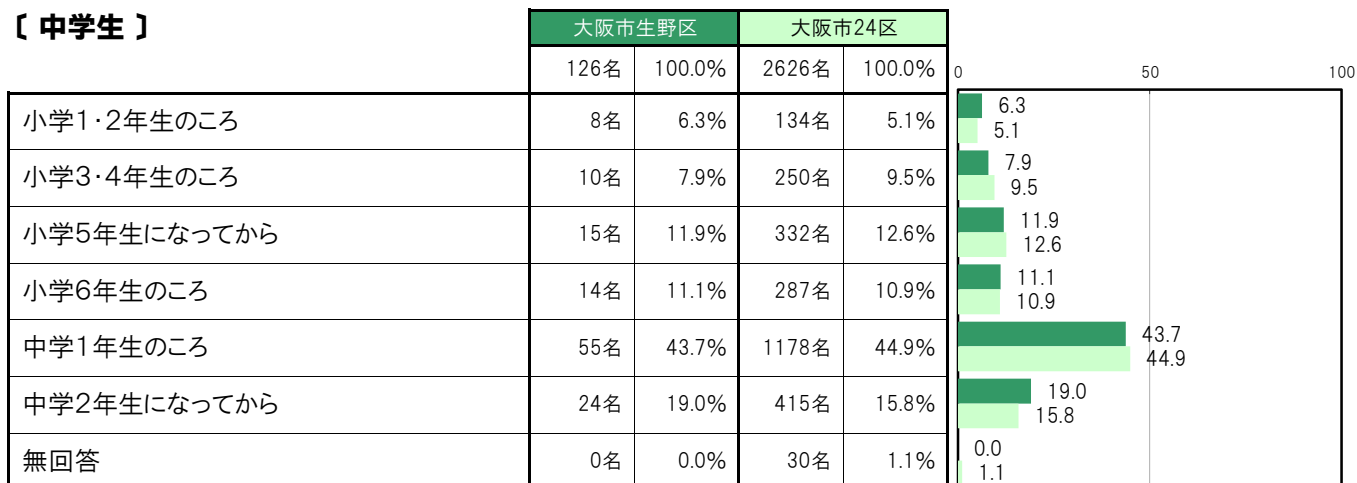 〔 中学生 〕
大阪市生野区 大阪市24区
126名 100.0% 2626名 100.0% 0 50 100
小学1・2年生のころ 8名 6.3% 134名 5.1% 6.3
5.1
小学3・4年生のころ 10名 7.9% 250名 9.5% 7.9
9.5
小学5年生になってから 15名 11.9% 332名 12.6% 11.9
12.6
小学6年生のころ 14名 11.1% 287名 10.9% 11.1
10.9
中学1年生のころ 55名 43.7% 1178名 44.9% 43.7
44.9
中学2年生になってから 24名 19.0% 415名 15.8% 19.0
15.8
無回答 0名 0.0% 30名 1.1% 0.0
1.1